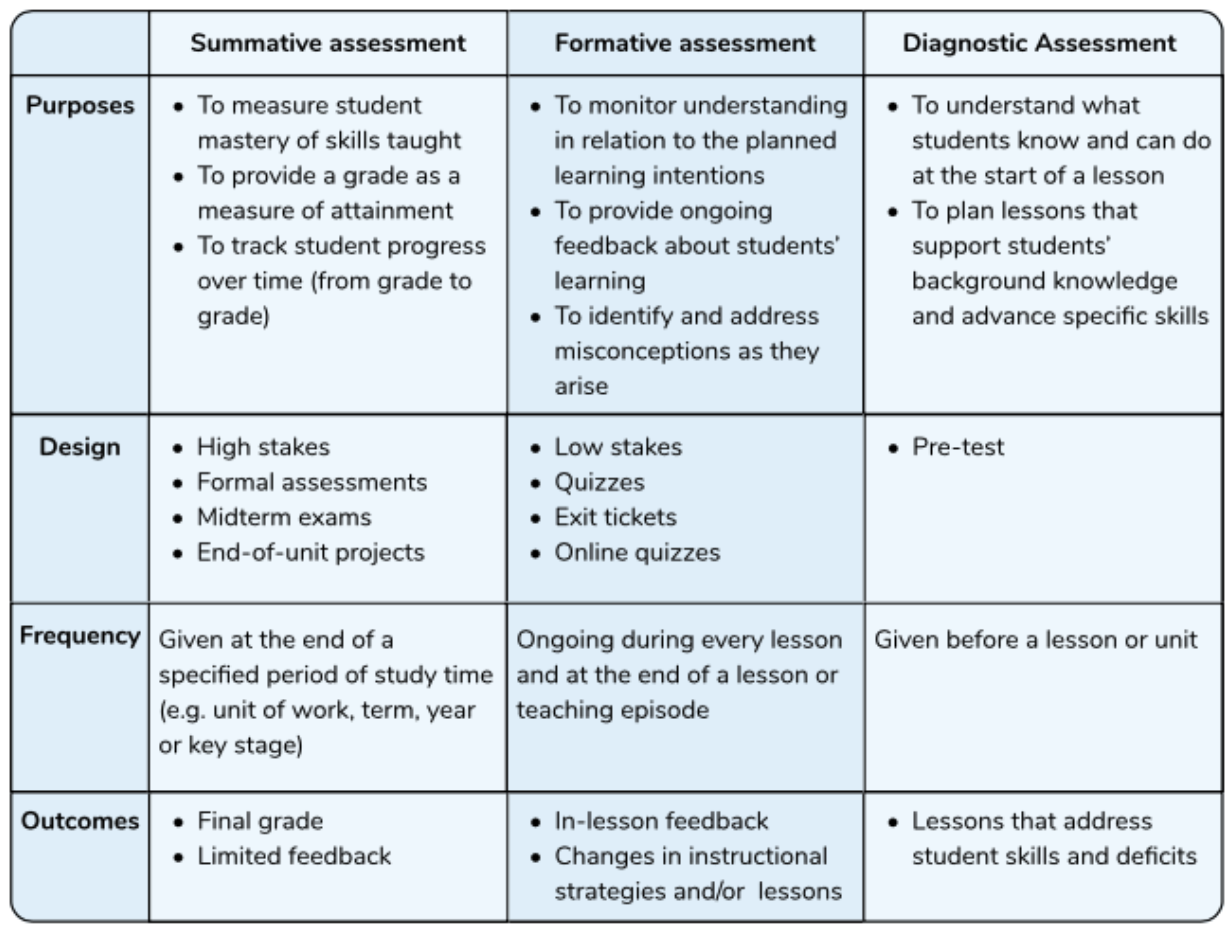 Summative assessment
Formative assessment
Diagnostic Assessment
Purposes
• To measure student
mastery of skills taught
• To provide a grade as a
measure of attainment
• To track student progress
over time (from grade to
grade)
• To monitor understanding
in relation to the planned
learning intentions
• To provide ongoing
feedback about students’
learning
• To identify and address
misconceptions as they
arise
• To understand what
students know and can do
at the start of a lesson
• To plan lessons that
support students’
background knowledge
and advance specific skills
Design
• High stakes
• Formal assessments
• Midterm exams
• End-of-unit projects
• Low stakes
• Quizzes
• Exit tickets
• Online quizzes
• Pre-test
Frequency
Given at the end of a
specified period of study time
(e.g. unit of work, term, year
or key stage)
Ongoing during every lesson
and at the end of a lesson or
teaching episode
Given before a lesson or unit
Outcomes
• Final grade
• Limited feedback
• In-lesson feedback
• Changes in instructional
strategies and/or lessons
• Lessons that address
student skills and deficits